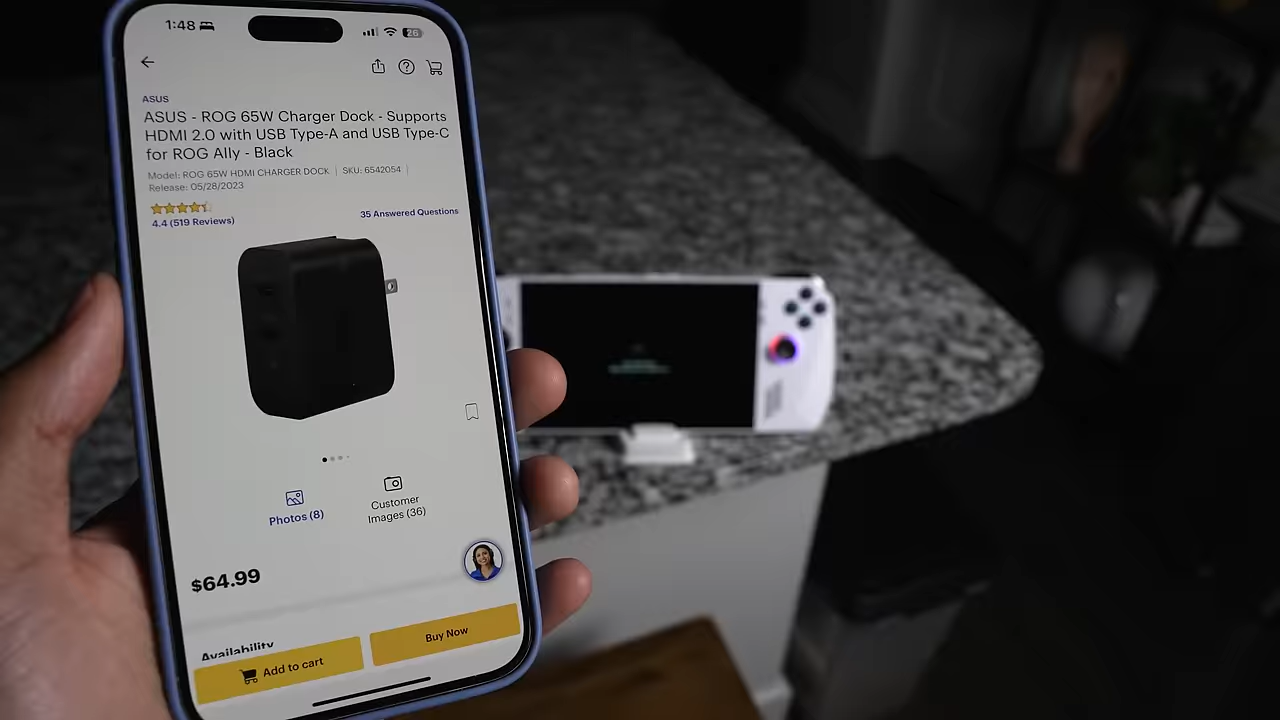 1:48
26
ASUS
ASUS - ROG 65W Charger Dock - Supports
HDMI 2.0 with USB Type-A and USB Type-C
for ROG Ally - Black
Model: ROG 65W HDMI CHARGER DOCK | SKU: 6542054 |
Release: 05/28/2023
4.4 (519 Reviews)
35 Answered Questions
Photos (8)
Customer
Images (36)
$64.99
Availability
Add to cart
Buy Now